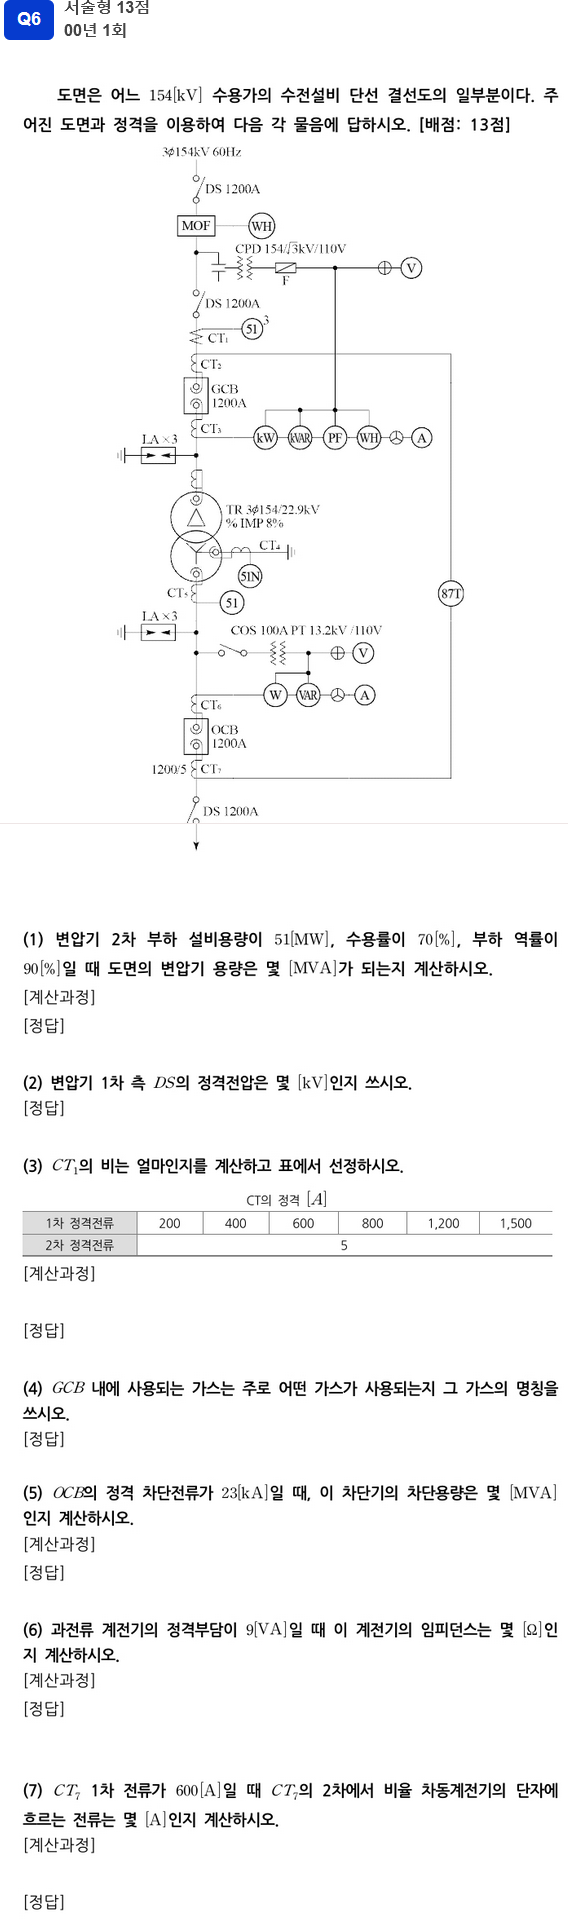 Q6
서술형 13점
00년 1회
도면은 어느 154[kV] 수용가의 수전설비 단선 결선도의 일부분이다. 주
어진 도면과 정격을 이용하여 다음 각 물음에 답하시오. [배점: 13점]
3φ154kV 60Hz
DS 1200A
MOF
WH
CPD 154/√3kV/110V
F
V
DS 1200A
CT₁
51
3
CT₂
GCB
1200A
CT₃
kW
kVAR
PF
WH
A
LA×3
TR 3φ154/22.9kV
% IMP 8%
CT₄
51N
CT₅
51
87T
LA×3
COS 100A PT 13.2kV /110V
V
W
VAR
A
CT₆
OCB
1200A
1200/5
CT₇
DS 1200A
(1) 변압기 2차 부하 설비용량이 51[MW], 수용률이 70[%], 부하 역률이
90[%]일 때 도면의 변압기 용량은 몇 [MVA]가 되는지 계산하시오.
[계산과정]
[정답]
(2) 변압기 1차 측 DS의 정격전압은 몇 [kV]인지 쓰시오.
[정답]
(3) CT₁의 비는 얼마인지를 계산하고 표에서 선정하시오.
CT의 정격 [A]
1차 정격전류 200 400 600 800 1,200 1,500
2차 정격전류 5
[계산과정]
[정답]
(4) GCB 내에 사용되는 가스는 주로 어떤 가스가 사용되는지 그 가스의 명칭을
쓰시오.
[정답]
(5) OCB의 정격 차단전류가 23[kA]일 때, 이 차단기의 차단용량은 몇 [MVA]
인지 계산하시오.
[계산과정]
[정답]
(6) 과전류 계전기의 정격부담이 9[VA]일 때 이 계전기의 임피던스는 몇 [Ω]인
지 계산하시오.
[계산과정]
[정답]
(7) CT₇ 1차 전류가 600[A]일 때 CT₇의 2차에서 비율 차동계전기의 단자에
흐르는 전류는 몇 [A]인지 계산하시오.
[계산과정]
[정답]